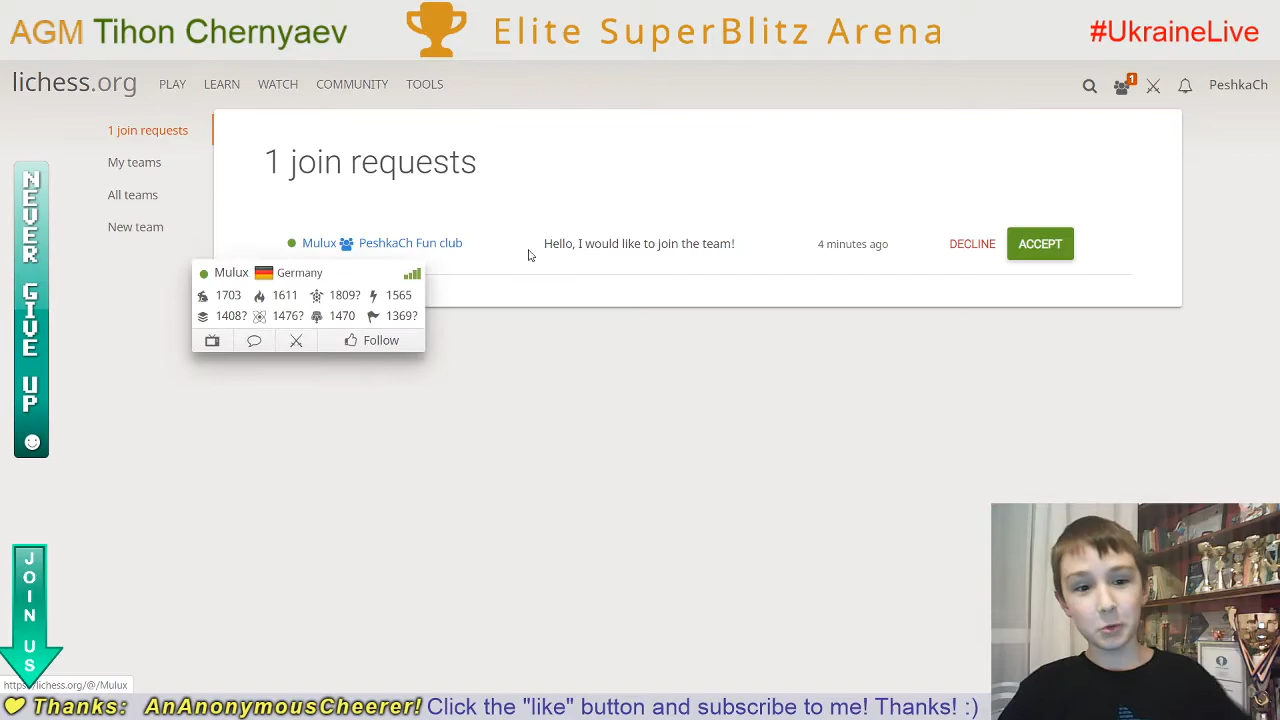 AGM Tihon Chernyaev
Elite SuperBlitz Arena
#UkraineLive
lichess.org
PLAY LEARN WATCH COMMUNITY TOOLS
1
PeshkaCh
1 join requests
My teams
All teams
New team
1 join requests
Mulux PeshkaCh Fun club
Hello, I would like to join the team!
4 minutes ago
DECLINE
ACCEPT
Mulux Germany
1703 1611 1809? 1565
1408? 1476? 1470 1369?
Follow
NEVER GIVE UP
JOIN US
https://lichess.org/@/Mulux
Thanks: AnAnonymousCheerer! Click the "like" button and subscribe to me! Thanks! :)